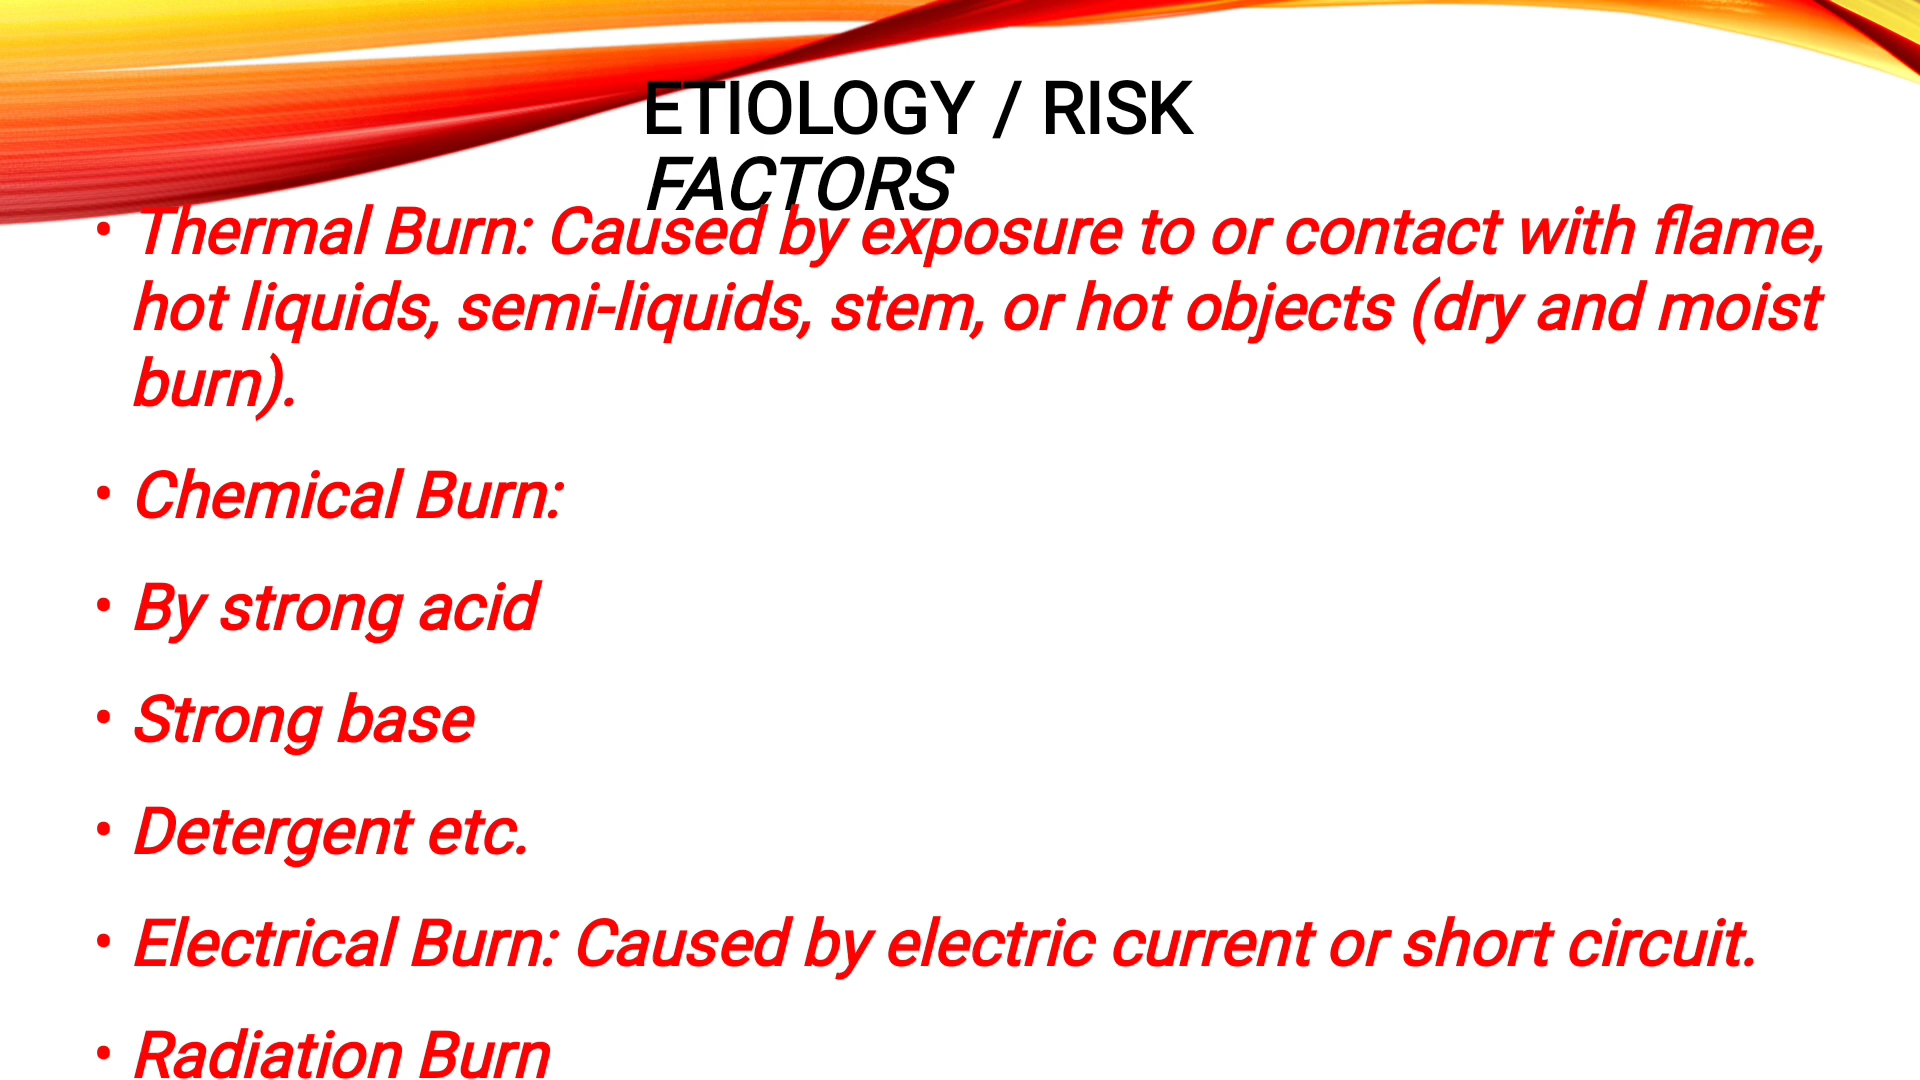 ETIOLOGY / RISK
FACTORS
• Thermal Burn: Caused by exposure to or contact with flame,
hot liquids, semi-liquids, stem, or hot objects (dry and moist
burn).
• Chemical Burn:
• By strong acid
• Strong base
• Detergent etc.
• Electrical Burn: Caused by electric current or short circuit.
• Radiation Burn